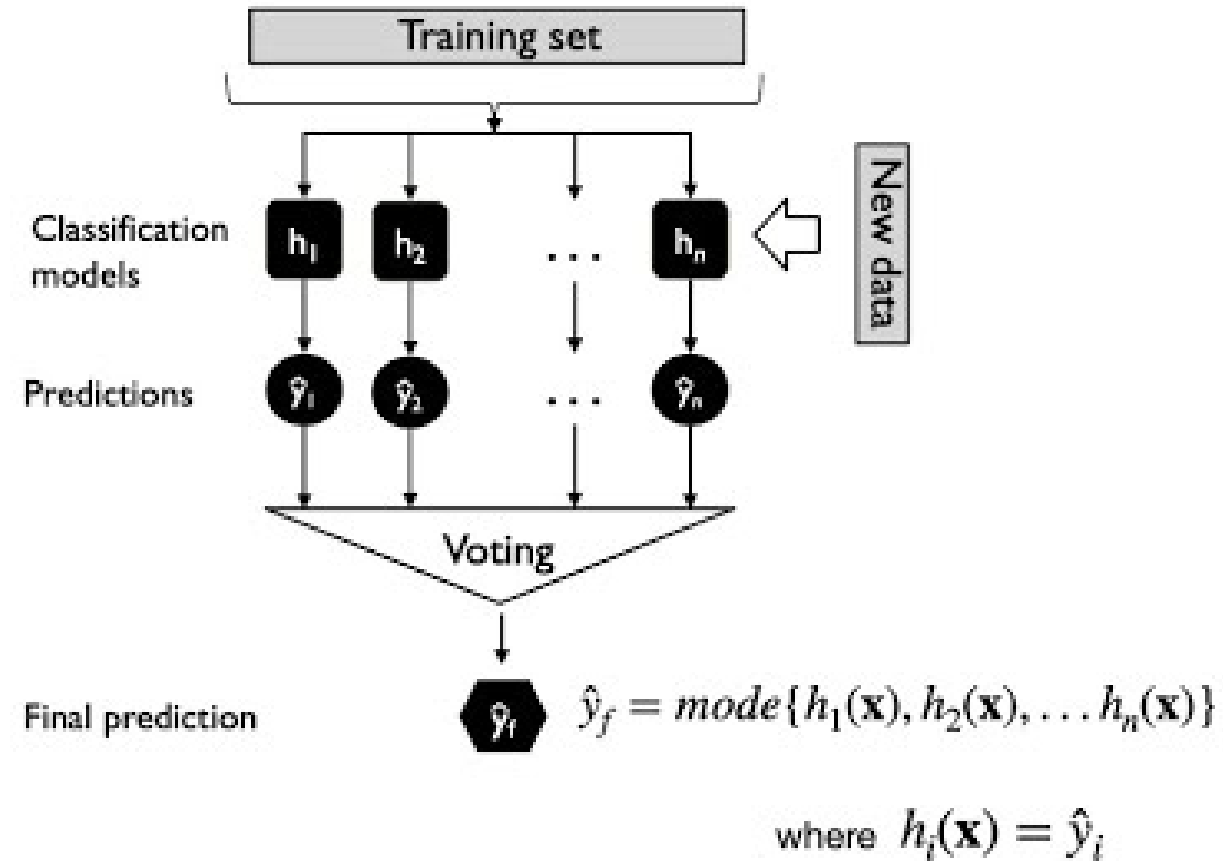 Training set
Classification
models
h₁ h₂ ... hₙ
New data
Predictions
ŷ₁ ŷ₂ ... ŷₙ
Voting
Final prediction
ŷf ŷf = mode{h₁(x), h₂(x), . . . hₙ(x)}
where hᵢ(x) = ŷᵢ